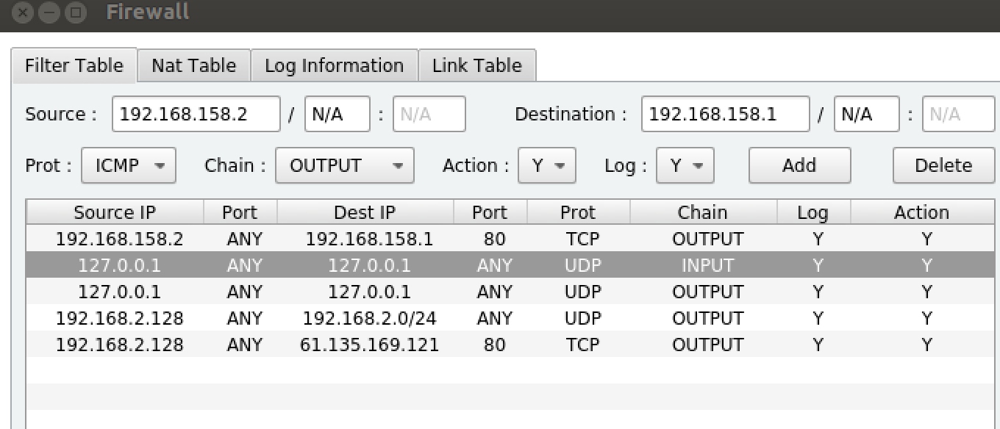 Firewall
Filter Table Nat Table Log Information Link Table
Source : 192.168.158.2 / N/A : N/A Destination : 192.168.158.1 / N/A : N/A
Prot : ICMP Chain : OUTPUT Action : Y Log : Y Add Delete
Source IP Port Dest IP Port Prot Chain Log Action
192.168.158.2 ANY 192.168.158.1 80 TCP OUTPUT Y Y
127.0.0.1 ANY 127.0.0.1 ANY UDP INPUT Y Y
127.0.0.1 ANY 127.0.0.1 ANY UDP OUTPUT Y Y
192.168.2.128 ANY 192.168.2.0/24 ANY UDP OUTPUT Y Y
192.168.2.128 ANY 61.135.169.121 80 TCP OUTPUT Y Y